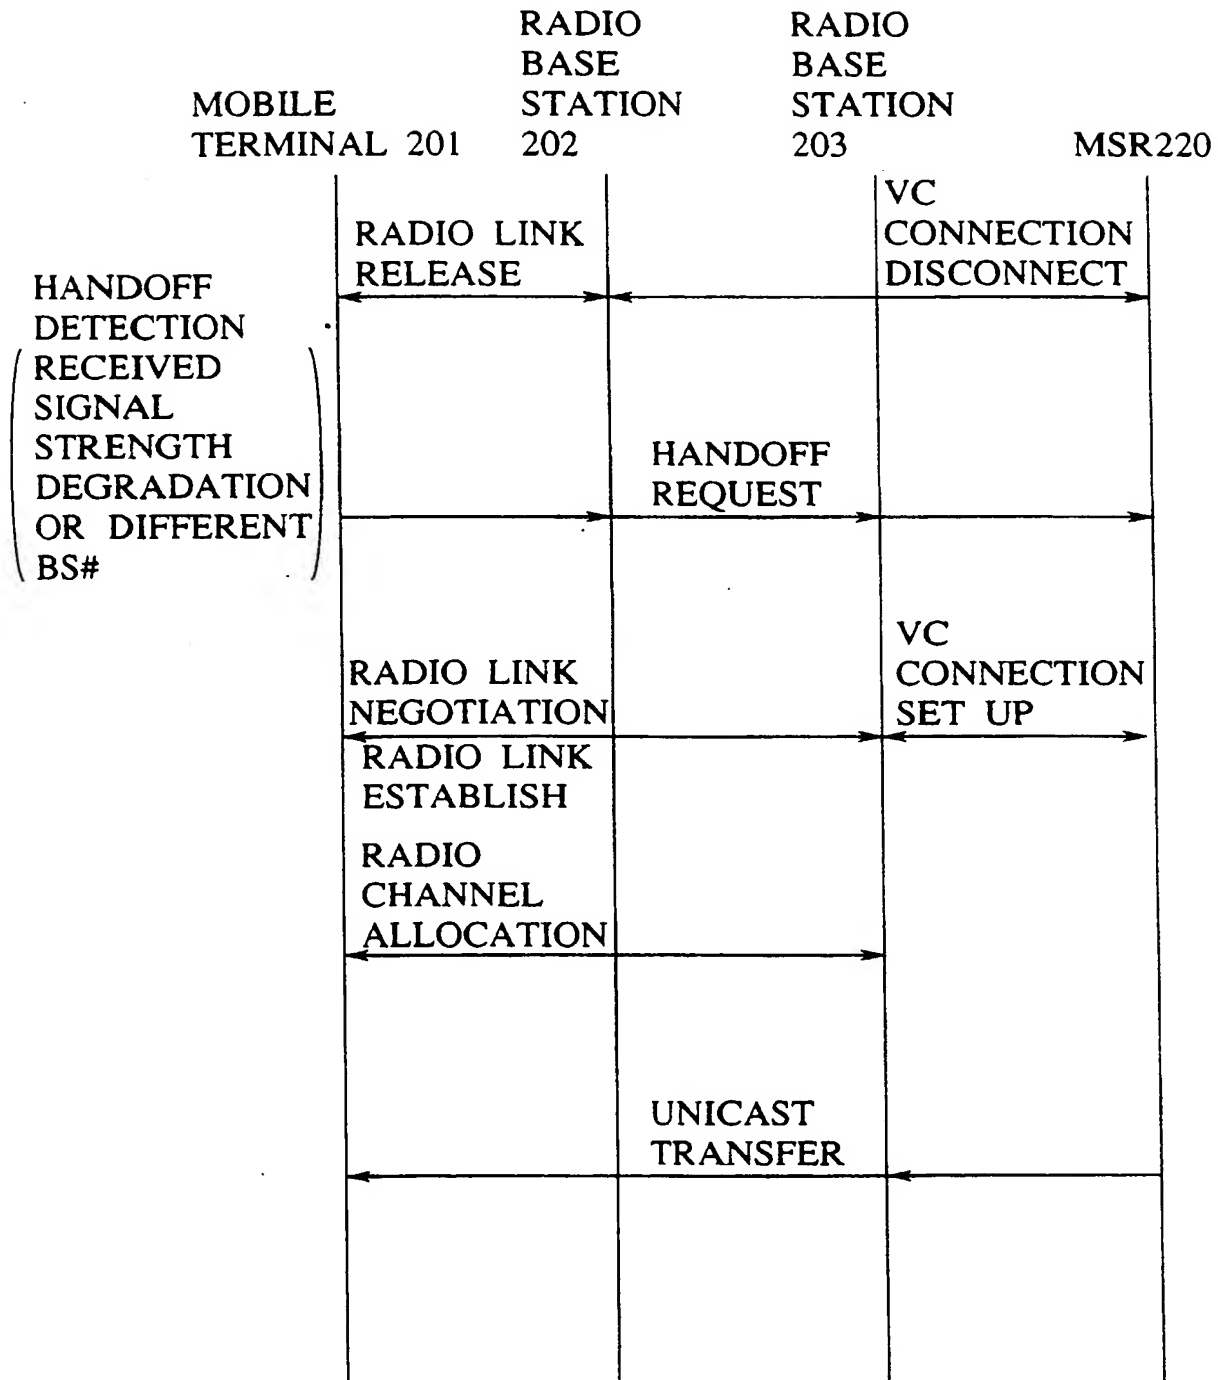 RADIO
BASE
STATION
202
RADIO
BASE
STATION
203
MOBILE
TERMINAL 201
MSR220
RADIO LINK
RELEASE
VC
CONNECTION
DISCONNECT
HANDOFF
DETECTION
RECEIVED
SIGNAL
STRENGTH
DEGRADATION
OR DIFFERENT
BS#
HANDOFF
REQUEST
RADIO LINK
NEGOTIATION
VC
CONNECTION
SET UP
RADIO LINK
ESTABLISH
RADIO
CHANNEL
ALLOCATION
UNICAST
TRANSFER